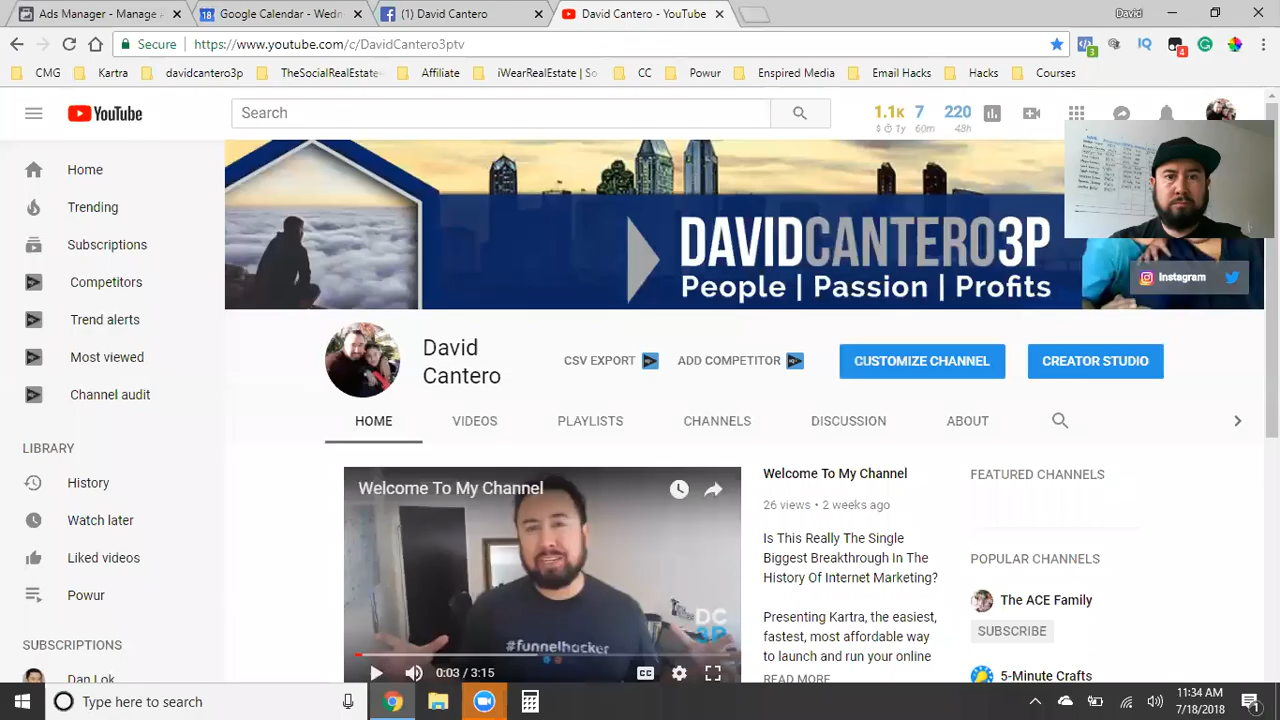 Ads Manager - Manage
18 Google Calendar - Wedn
(1) David Cantero
David Cantero - YouTube
David
Secure
https://www.youtube.com/c/DavidCantero3ptv
3
IQ
4
CMG
Kartra
davidcantero3p
TheSocialRealEstate
Affiliate
iWearRealEstate | So
CC
Powur
Enspired Media
Email Hacks
Hacks
Courses
YouTube
Search
1.1K 7 220
1y 60m 48h
Home
Trending
Subscriptions
Competitors
Trend alerts
Most viewed
Channel audit
LIBRARY
History
Watch later
Liked videos
Powur
SUBSCRIPTIONS
Dan Lok
DAVIDCANTERO3P
People | Passion | Profits
Instagram
David
Cantero
CSV EXPORT
ADD COMPETITOR
CUSTOMIZE CHANNEL
CREATOR STUDIO
HOME
VIDEOS
PLAYLISTS
CHANNELS
DISCUSSION
ABOUT
Welcome To My Channel
#funnelhacker
DC
3P
0:03 / 3:15
CC
Welcome To My Channel
26 views • 2 weeks ago
Is This Really The Single
Biggest Breakthrough In The
History Of Internet Marketing?
Presenting Kartra, the easiest,
fastest, most affordable way
to launch and run your online
READ MORE
FEATURED CHANNELS
POPULAR CHANNELS
The ACE Family
SUBSCRIBE
5-Minute Crafts
Type here to search
11:34 AM
7/18/2018
1